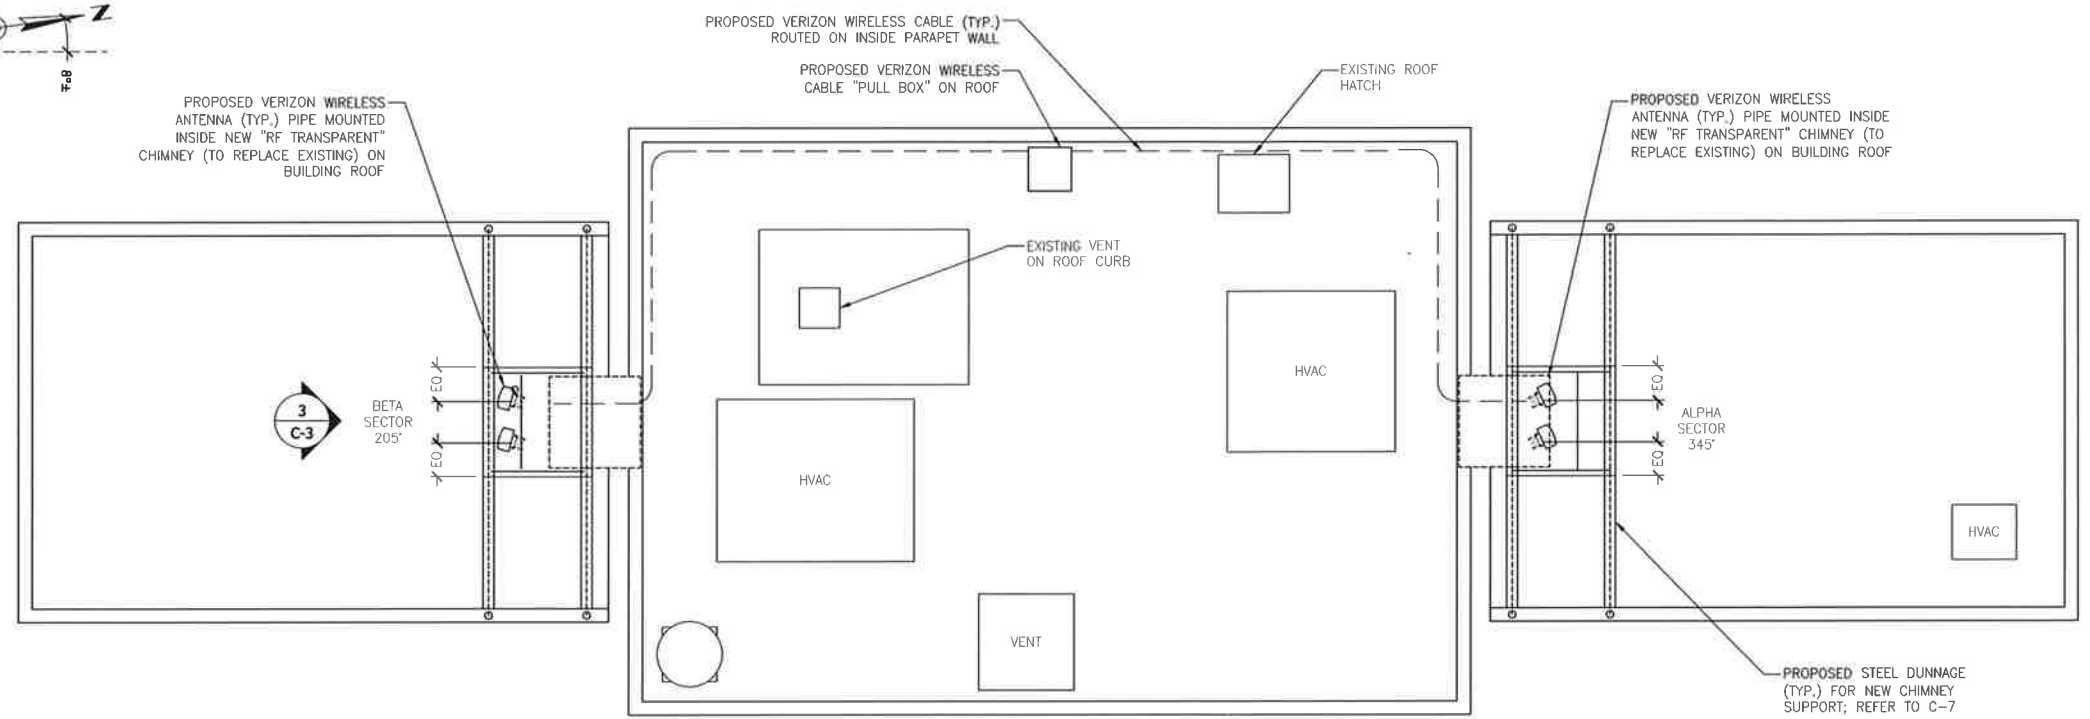 N
PROPOSED VERIZON WIRELESS CABLE (TYP.)
ROUTED ON INSIDE PARAPET WALL
PROPOSED VERIZON WIRELESS
CABLE "PULL BOX" ON ROOF
EXISTING ROOF
HATCH
PROPOSED VERIZON WIRELESS
ANTENNA (TYP.) PIPE MOUNTED
INSIDE NEW "RF TRANSPARENT"
CHIMNEY (TO REPLACE EXISTING) ON
BUILDING ROOF
PROPOSED VERIZON WIRELESS
ANTENNA (TYP.) PIPE MOUNTED INSIDE
NEW "RF TRANSPARENT" CHIMNEY (TO
REPLACE EXISTING) ON BUILDING ROOF
EXISTING VENT
ON ROOF CURB
HVAC
EQ
EQ
3
C-3
BETA
SECTOR
205°
EQ
EQ
ALPHA
SECTOR
345°
HVAC
HVAC
VENT
PROPOSED STEEL DUNNAGE
(TYP.) FOR NEW CHIMNEY
SUPPORT; REFER TO C-7